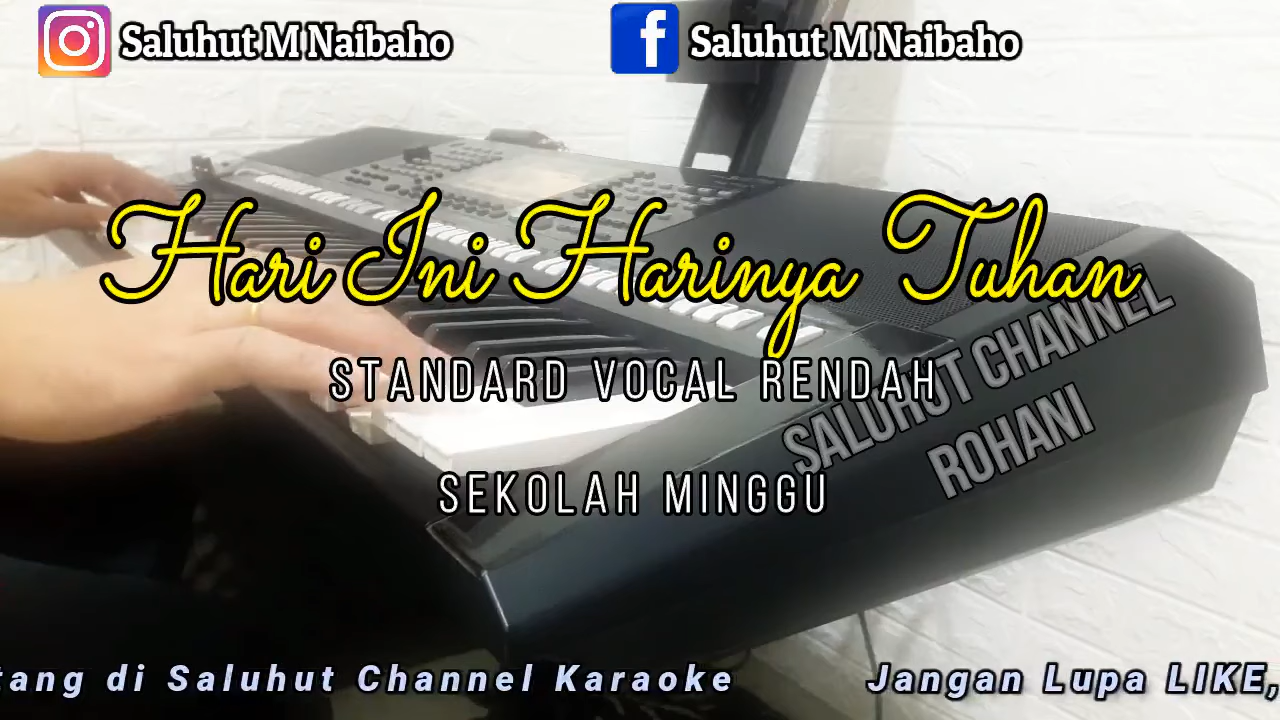 Saluhut M Naibaho
Saluhut M Naibaho
Hari Ini Harinya Tuhan
STANDARD VOCAL RENDAH
SALUHUT CHANNEL
ROHANI
SEKOLAH MINGGU
tang di Saluhut Channel Karaoke
Jangan Lupa LIKE,